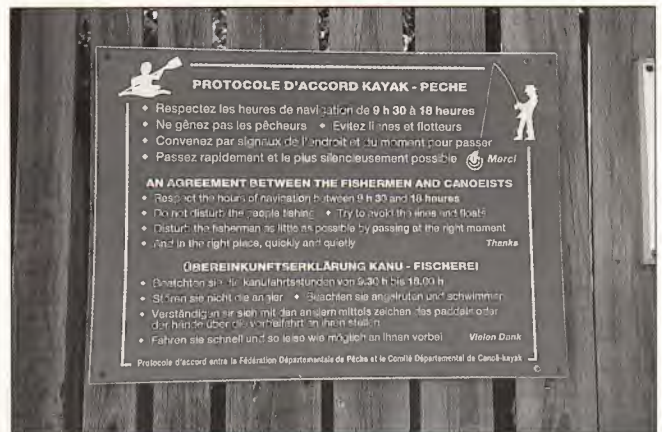 PROTOCOLE D'ACCORD KAYAK - PECHE
• Respectez les heures de navigation de 9 h 30 à 18 heures
• Ne gênez pas les pêcheurs • Evitez lignes et flotteurs
• Convenez par signaux de l'endroit et du moment pour passer
• Passez rapidement et le plus silencieusement possible Merci
AN AGREEMENT BETWEEN THE FISHERMEN AND CANOEISTS
• Respect the hours of navigation between 9 h 30 and 18 heures
• Do not disturb the people fishing • Try to avoid the lines and floats
• Disturb the fisherman as little as possible by passing at the right moment
• And in the right place, quickly and quietly Thanks
ÜBEREINKUNFTSERKLÄRUNG KANU - FISCHEREI
• Beatchten sie die kanufahrtsstunden von 9.30 h bis 18.00 h
• Stören sie nicht die angler • Beachten sie angelruten und schwimmer
• Verständigen sie sich mit den anglern mittels zeichen des paddels oder
der hände über die vorbeifahrt an ihren stellen
• Fahren sie schnell und so leise wie möglich an ihnen vorbei Vielen Dank
Protocole d'accord entre la Fédération Départementale de Pêche et le Comité Départemental de Canoë-kayak